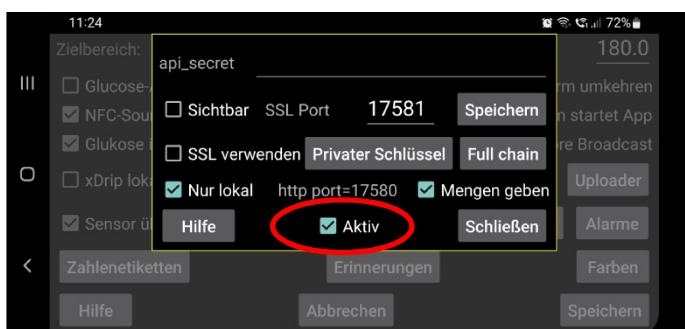 11:24 72%
Zielbereich: 180.0
api_secret
Glucose- rm umkehren
Sichtbar SSL Port 17581 Speichern
NFC-Sou n startet App
Glukose i re Broadcast
SSL verwenden Privater Schlüssel Full chain
xDrip loka Uploader
Nur lokal http port=17580 Mengen geben
Sensor ü Alarme
Hilfe Aktiv Schließen
Zahlenetiketten Erinnerungen Farben
Hilfe Abbrechen Speichern